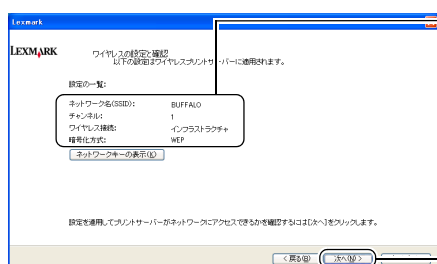 Lexmark
LEXMARK
ワイヤレスの設定と確認
以下の設定はワイヤレスプリントサーバーに適用されます。
設定の一覧:
ネットワーク名(SSID): BUFFALO
チャンネル: 1
ワイヤレス接続: インフラストラクチャ
暗号化方式: WEP
ネットワークキーの表示(K)
設定を適用してプリントサーバーがネットワークにアクセスできるかを確認するには[次へ]をクリックします。
< 戻る(B) 次へ(N) >